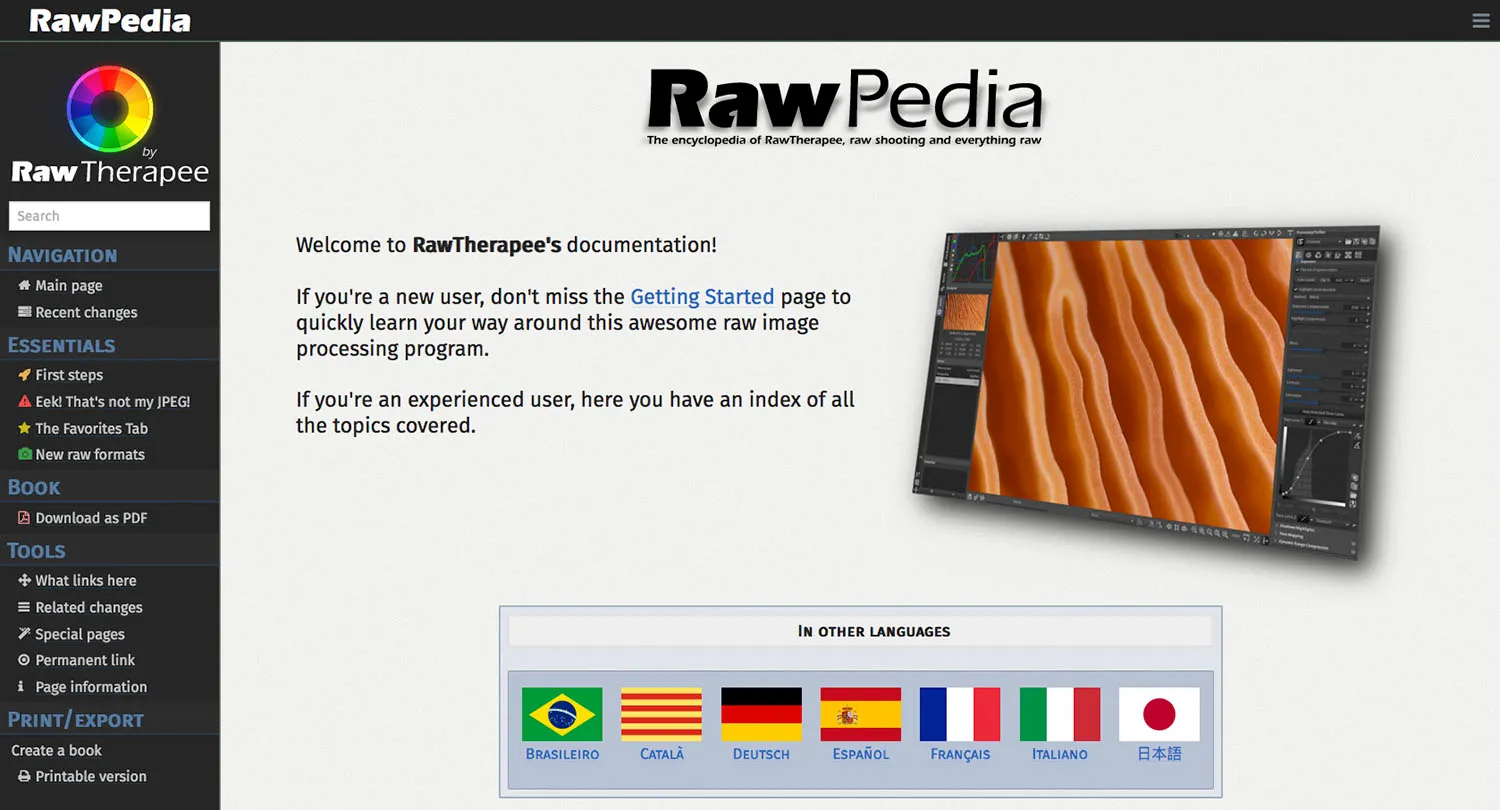 RawPedia
by
RawTherapee
Search
Navigation
Main page
Recent changes
Essentials
First steps
Eek! That's not my JPEG!
The Favorites Tab
New raw formats
Book
Download as PDF
Tools
What links here
Related changes
Special pages
Permanent link
Page information
Print/export
Create a book
Printable version
RawPedia
The encyclopedia of RawTherapee, raw shooting and everything raw
Welcome to RawTherapee's documentation!
If you're a new user, don't miss the Getting Started page to
quickly learn your way around this awesome raw image
processing program.
If you're an experienced user, here you have an index of all
the topics covered.
In other languages
Brasileiro
Català
Deutsch
Español
Français
Italiano
日本語